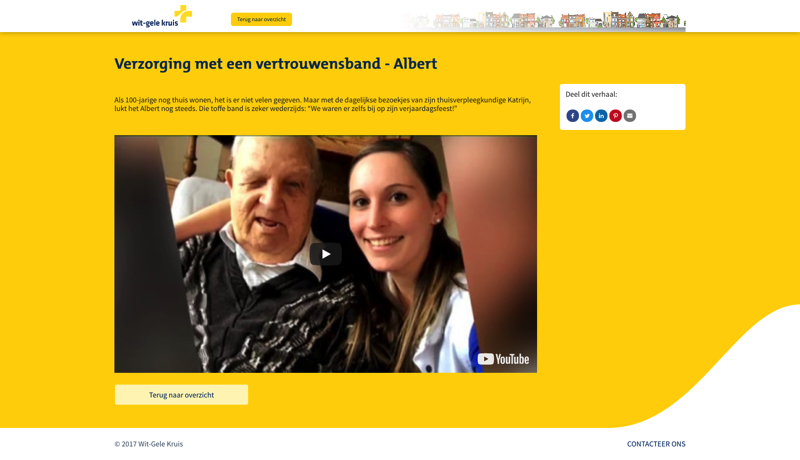 wit-gele kruis
Terug naar overzicht
Verzorging met een vertrouwensband - Albert
Als 100-jarige nog thuis wonen, het is er niet velen gegeven. Maar met de dagelijkse bezoekjes van zijn thuisverpleegkundige Katrijn,
lukt het Albert nog steeds. Die toffe band is zeker wederzijds: “We waren er zelfs bij op zijn verjaardagsfeest!”
Deel dit verhaal:
YouTube
Terug naar overzicht
© 2017 Wit-Gele Kruis
CONTACTEER ONS